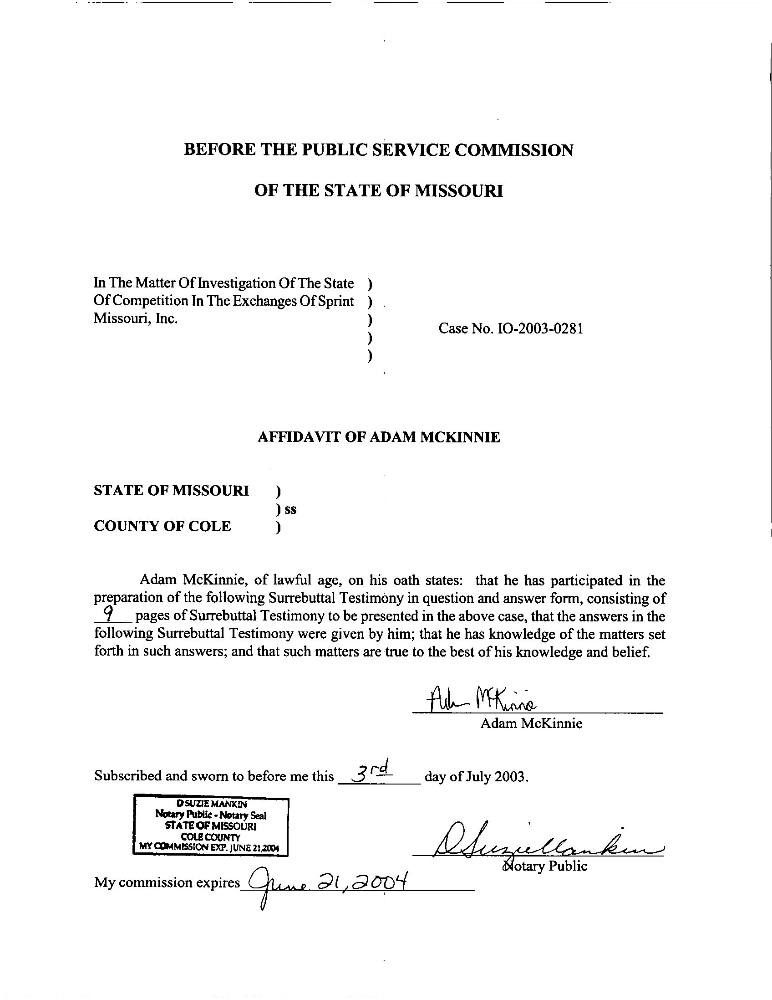 BEFORE THE PUBLIC SERVICE COMMISSION
OF THE STATE OF MISSOURI
In The Matter Of Investigation Of The State )
Of Competition In The Exchanges Of Sprint )
Missouri, Inc. )
Case No. IO-2003-0281
)
)
AFFIDAVIT OF ADAM MCKINNIE
STATE OF MISSOURI )
) ss
COUNTY OF COLE )
Adam McKinnie, of lawful age, on his oath states: that he has participated in the
preparation of the following Surrebuttal Testimony in question and answer form, consisting of
9 pages of Surrebuttal Testimony to be presented in the above case, that the answers in the
following Surrebuttal Testimony were given by him; that he has knowledge of the matters set
forth in such answers; and that such matters are true to the best of his knowledge and belief.
Adam McKinnie
Adam McKinnie
Subscribed and sworn to before me this 3rd day of July 2003.
D SUZIE MANKIN
Notary Public - Notary Seal
STATE OF MISSOURI
COLE COUNTY
MY COMMISSION EXP. JUNE 21,2004
D Suzie Mankin
Notary Public
My commission expires June 21, 2004